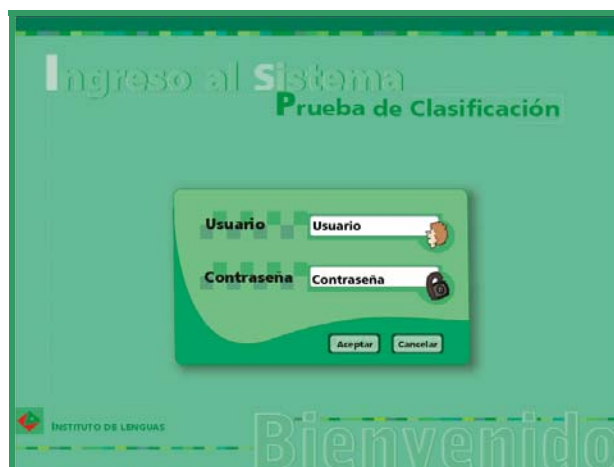 Ingreso al Sistema
Prueba de Clasificación
Usuario Usuario
Contraseña Contraseña
Aceptar Cancelar
INSTITUTO DE LENGUAS
Bienvenido